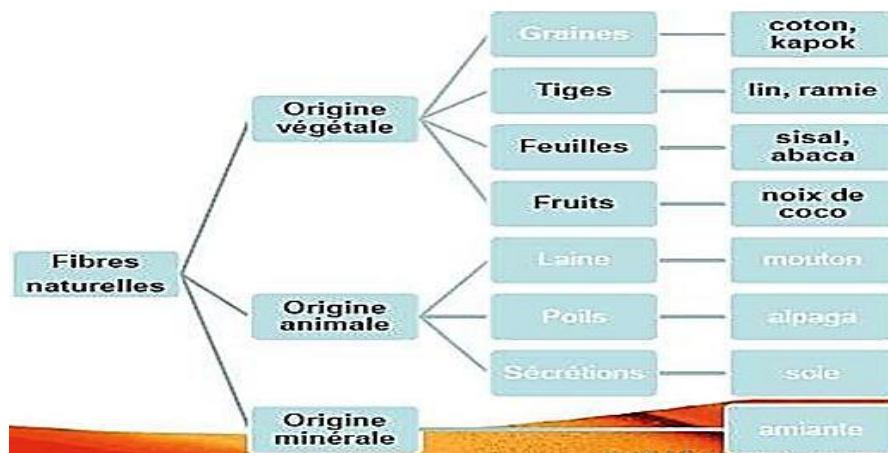 Fibres
naturelles
Origine
végétale
Graines
coton,
kapok
Tiges
lin, ramie
Feuilles
sisal,
abaca
Fruits
noix de
coco
Origine
animale
Laine
mouton
Poils
alpaga
Sécrétions
soie
Origine
minérale
amiante